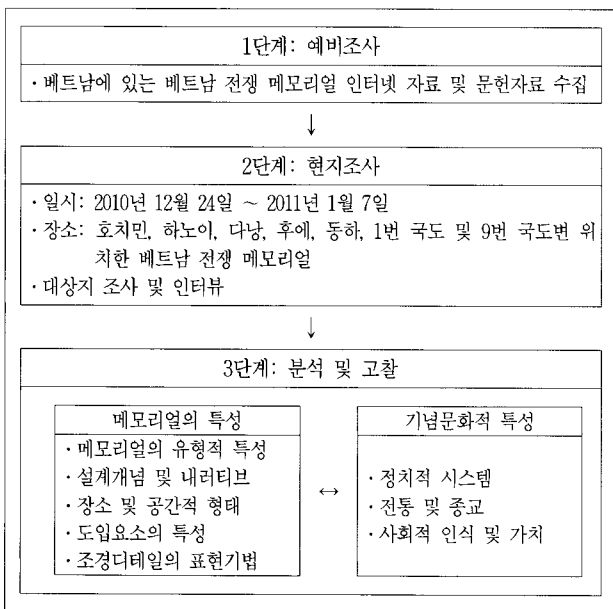 1단계: 예비조사
· 베트남에 있는 베트남 전쟁 메모리얼 인터넷 자료 및 문헌자료 수집
↓
2단계: 현지조사
· 일시: 2010년 12월 24일 ~ 2011년 1월 7일
· 장소: 호치민, 하노이, 다낭, 후에, 동하, 1번 국도 및 9번 국도변 위
치한 베트남 전쟁 메모리얼
· 대상지 조사 및 인터뷰
↓
3단계: 분석 및 고찰
메모리얼의 특성
· 메모리얼의 유형적 특성
· 설계개념 및 내러티브
· 장소 및 공간적 형태
· 도입요소의 특성
· 조경디테일의 표현기법
↔
기념문화적 특성
· 정치적 시스템
· 전통 및 종교
· 사회적 인식 및 가치